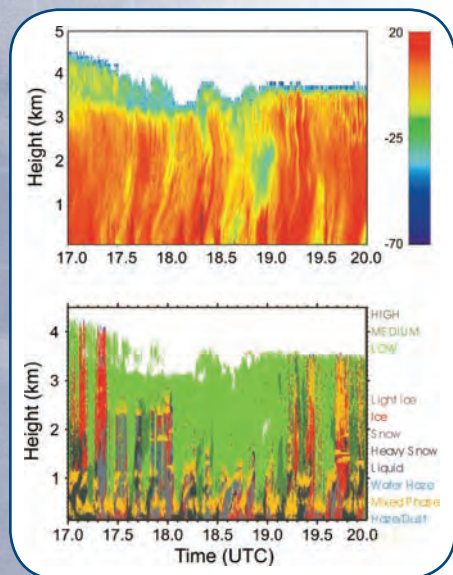 5
4
3
2
1
Height (km)
17.0 17.5 18.0 18.5 19.0 19.5 20.0
20
-25
-70
4
3
2
1
Height (km)
17.0 17.5 18.0 18.5 19.0 19.5 20.0
Time (UTC)
HIGH
MEDIUM
LOW
Light Ice
Ice
Snow
Heavy Snow
Liquid
Water Haze
Mixed Phase
Haze/Dust